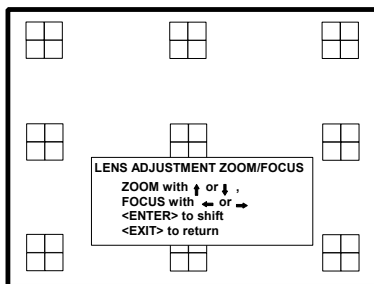 LENS ADJUSTMENT ZOOM/FOCUS
ZOOM with ↑ or ↓ ,
FOCUS with ← or →
<ENTER> to shift
<EXIT> to return